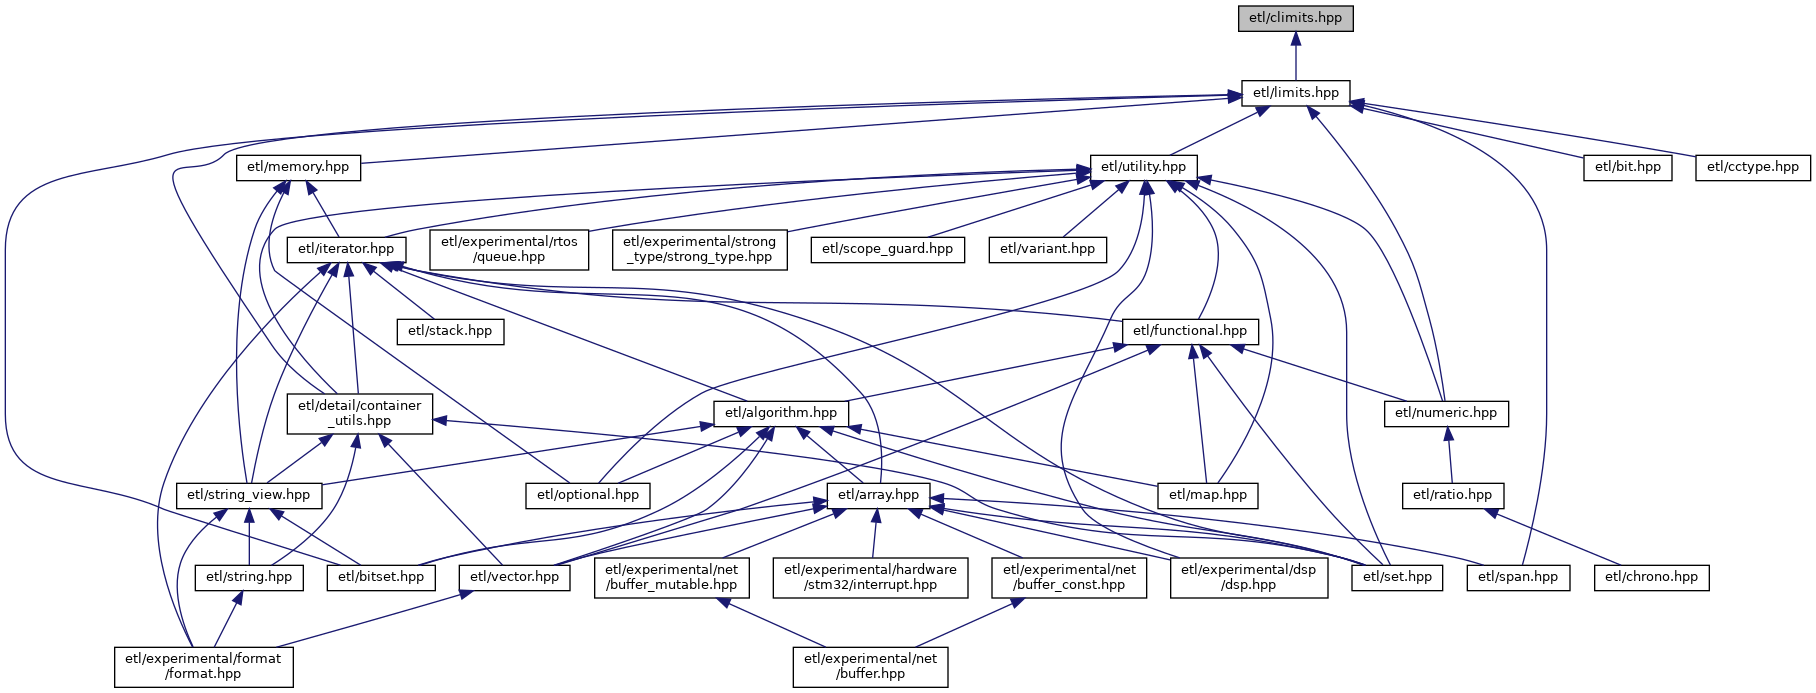 etl/climits.hpp
etl/limits.hpp
etl/memory.hpp
etl/utility.hpp
etl/bit.hpp
etl/cctype.hpp
etl/iterator.hpp
etl/experimental/rtos
/queue.hpp
etl/experimental/strong
_type/strong_type.hpp
etl/scope_guard.hpp
etl/variant.hpp
etl/stack.hpp
etl/functional.hpp
etl/detail/container
_utils.hpp
etl/algorithm.hpp
etl/numeric.hpp
etl/string_view.hpp
etl/optional.hpp
etl/array.hpp
etl/map.hpp
etl/ratio.hpp
etl/string.hpp
etl/bitset.hpp
etl/vector.hpp
etl/experimental/net
/buffer_mutable.hpp
etl/experimental/hardware
/stm32/interrupt.hpp
etl/experimental/net
/buffer_const.hpp
etl/experimental/dsp
/dsp.hpp
etl/set.hpp
etl/span.hpp
etl/chrono.hpp
etl/experimental/format
/format.hpp
etl/experimental/net
/buffer.hpp